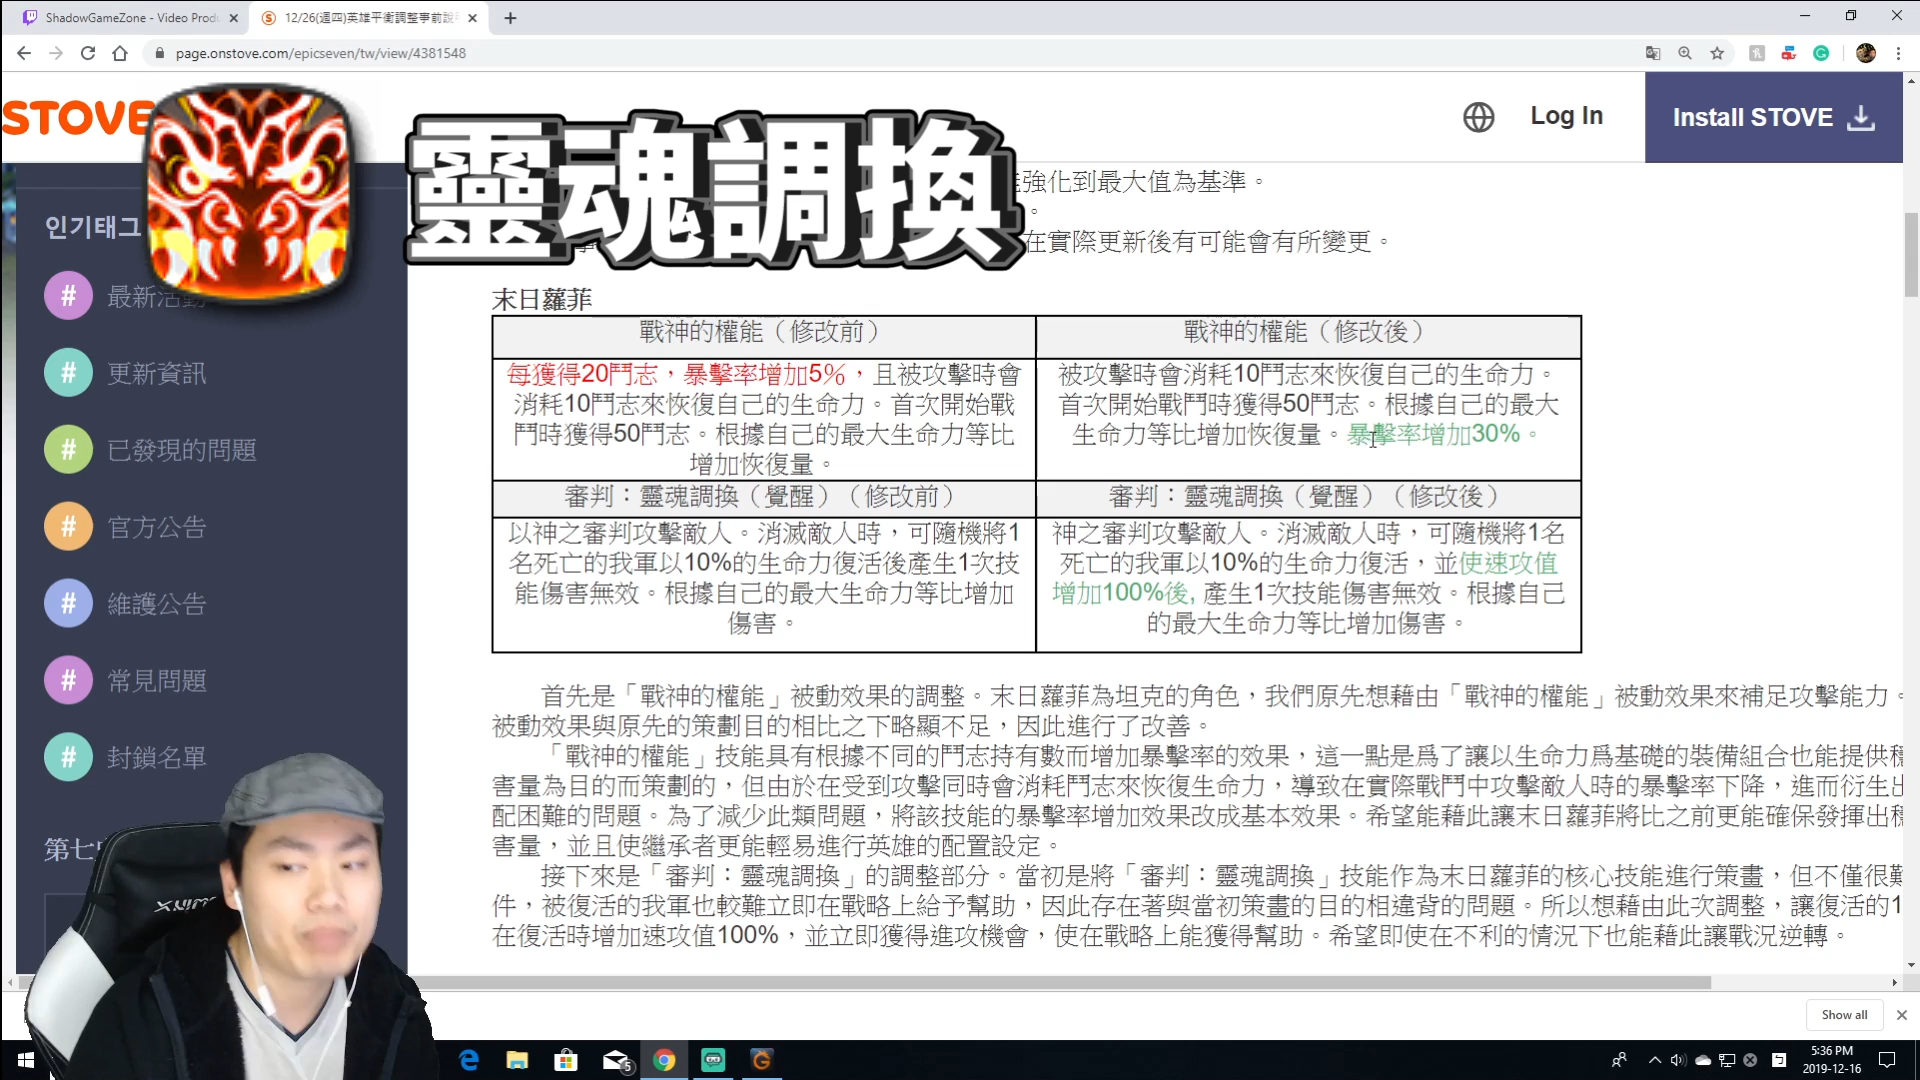 ShadowGameZone - Video Produ
12/26(週四)英雄平衡調整事前說
page.onstove.com/epicseven/tw/view/4381548
STOVE
靈魂調換
Log In
Install STOVE
強化到最大值為基準。
在實際更新後有可能會有所變更。
인기태그
# 最新活動
# 更新資訊
# 已發現的問題
# 官方公告
# 維護公告
# 常見問題
# 封鎖名單
末日蘿菲
戰神的權能（修改前）
戰神的權能（修改後）
每獲得20鬥志，暴擊率增加5%，且被攻擊時會
消耗10鬥志來恢復自己的生命力。首次開始戰
鬥時獲得50鬥志。根據自己的最大生命力等比
增加恢復量。
被攻擊時會消耗10鬥志來恢復自己的生命力。
首次開始戰鬥時獲得50鬥志。根據自己的最大
生命力等比增加恢復量。暴擊率增加30%。
審判：靈魂調換（覺醒）（修改前）
審判：靈魂調換（覺醒）（修改後）
以神之審判攻擊敵人。消滅敵人時，可隨機將1
名死亡的我軍以10%的生命力復活後產生1次技
能傷害無效。根據自己的最大生命力等比增加
傷害。
神之審判攻擊敵人。消滅敵人時，可隨機將1名
死亡的我軍以10%的生命力復活，並使速攻值
增加100%後, 產生1次技能傷害無效。根據自己
的最大生命力等比增加傷害。
首先是「戰神的權能」被動效果的調整。末日蘿菲為坦克的角色，我們原先想藉由「戰神的權能」被動效果來補足攻擊能力。
被動效果與原先的策劃目的相比之下略顯不足，因此進行了改善。
「戰神的權能」技能具有根據不同的鬥志持有數而增加暴擊率的效果，這一點是爲了讓以生命力爲基礎的裝備組合也能提供穩
害量為目的而策劃的，但由於在受到攻擊同時會消耗鬥志來恢復生命力，導致在實際戰鬥中攻擊敵人時的暴擊率下降，進而衍生出
配困難的問題。為了減少此類問題，將該技能的暴擊率增加效果改成基本效果。希望能藉此讓末日蘿菲將比之前更能確保發揮出穩
害量，並且使繼承者更能輕易進行英雄的配置設定。
接下來是「審判：靈魂調換」的調整部分。當初是將「審判：靈魂調換」技能作為末日蘿菲的核心技能進行策畫，但不僅很難
件，被復活的我軍也較難立即在戰略上給予幫助，因此存在著與當初策畫的目的相違背的問題。所以想藉由此次調整，讓復活的1
在復活時增加速攻值100%，並立即獲得進攻機會，使在戰略上能獲得幫助。希望即使在不利的情況下也能藉此讓戰況逆轉。
第七
Show all
5
5:36 PM
2019-12-16